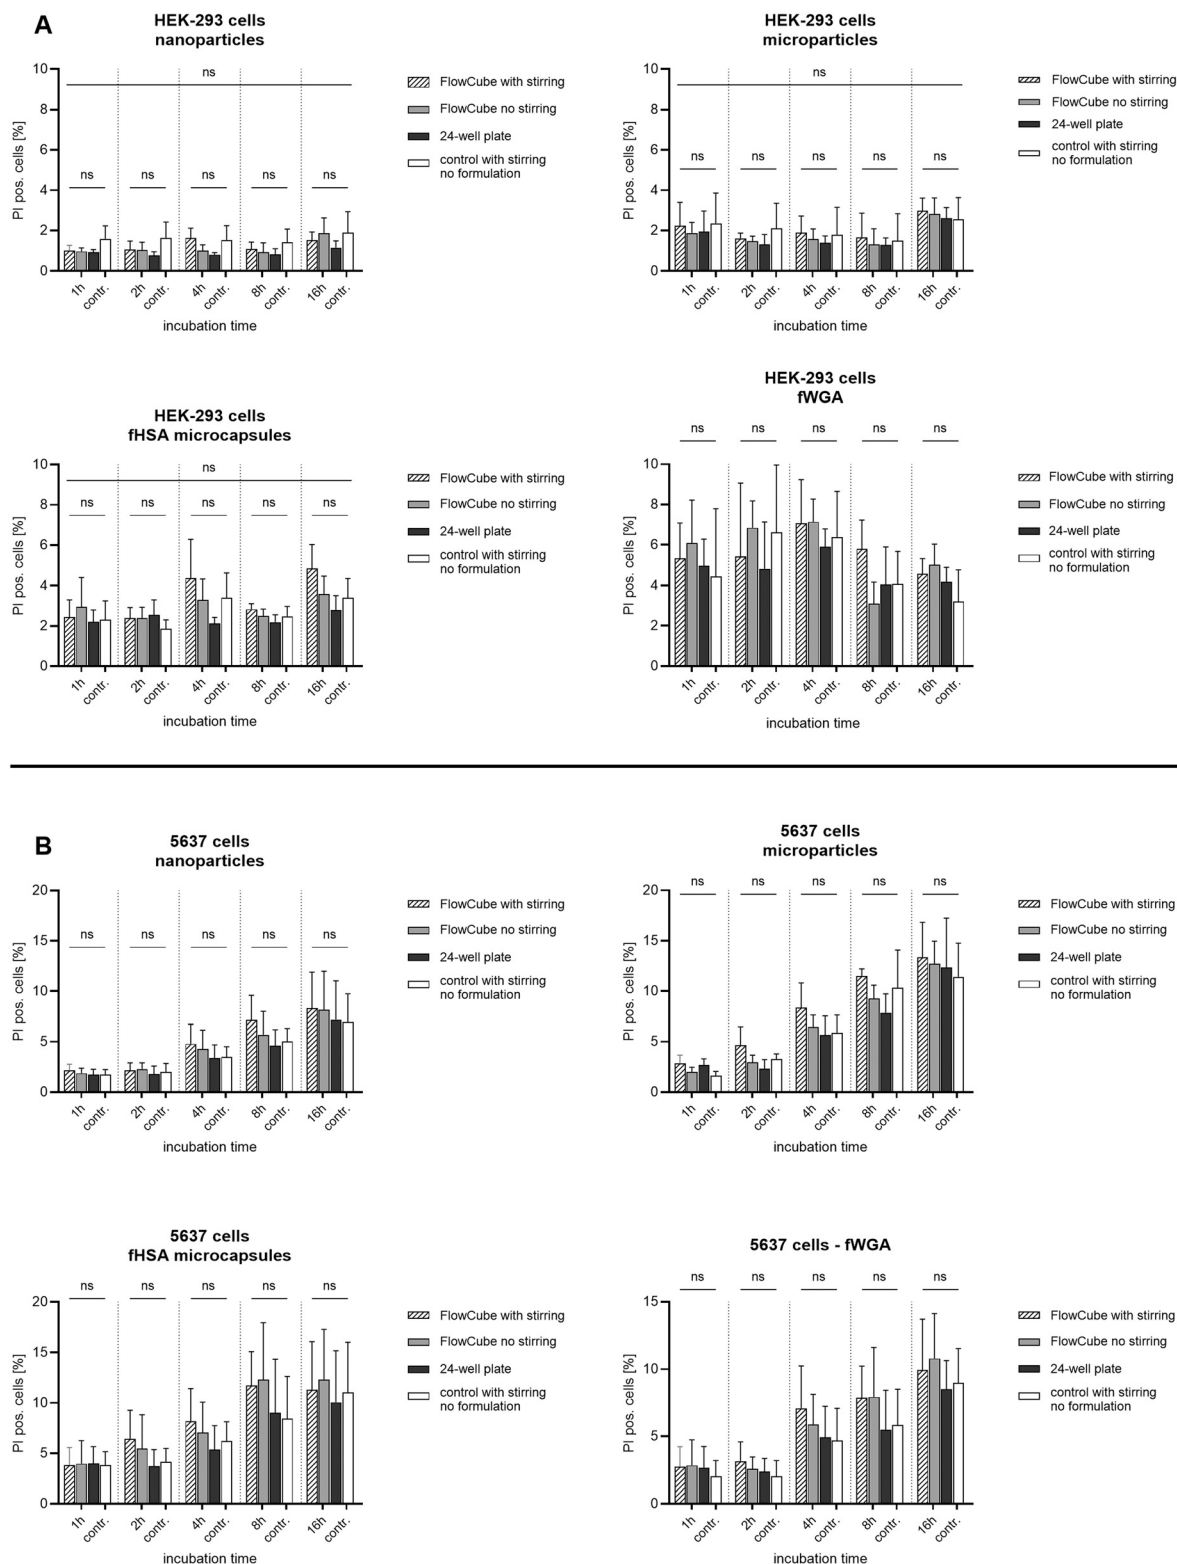 A
HEK-293 cells
nanoparticles
PI pos. cells [%]
10
8
6
4
2
0
ns
ns
ns
ns
ns
ns
1h
contr.
2h
contr.
4h
contr.
8h
contr.
16h
contr.
incubation time
FlowCube with stirring
FlowCube no stirring
24-well plate
control with stirring
no formulation
HEK-293 cells
microparticles
PI pos. cells [%]
10
8
6
4
2
0
ns
ns
ns
ns
ns
ns
1h
contr.
2h
contr.
4h
contr.
8h
contr.
16h
contr.
incubation time
FlowCube with stirring
FlowCube no stirring
24-well plate
control with stirring
no formulation
HEK-293 cells
fHSA microcapsules
PI pos. cells [%]
10
8
6
4
2
0
ns
ns
ns
ns
ns
ns
1h
contr.
2h
contr.
4h
contr.
8h
contr.
16h
contr.
incubation time
FlowCube with stirring
FlowCube no stirring
24-well plate
control with stirring
no formulation
HEK-293 cells
fWGA
PI pos. cells [%]
10
8
6
4
2
0
ns
ns
ns
ns
ns
1h
contr.
2h
contr.
4h
contr.
8h
contr.
16h
contr.
incubation time
FlowCube with stirring
FlowCube no stirring
24-well plate
control with stirring
no formulation
B
5637 cells
nanoparticles
PI pos. cells [%]
20
15
10
5
0
ns
ns
ns
ns
ns
1h
contr.
2h
contr.
4h
contr.
8h
contr.
16h
contr.
incubation time
FlowCube with stirring
FlowCube no stirring
24-well plate
control with stirring
no formulation
5637 cells
microparticles
PI pos. cells [%]
20
15
10
5
0
ns
ns
ns
ns
ns
1h
contr.
2h
contr.
4h
contr.
8h
contr.
16h
contr.
incubation time
FlowCube with stirring
FlowCube no stirring
24-well plate
control with stirring
no formulation
5637 cells
fHSA microcapsules
PI pos. cells [%]
20
15
10
5
0
ns
ns
ns
ns
ns
1h
contr.
2h
contr.
4h
contr.
8h
contr.
16h
contr.
incubation time
FlowCube with stirring
FlowCube no stirring
24-well plate
control with stirring
no formulation
5637 cells - fWGA
PI pos. cells [%]
15
10
5
0
ns
ns
ns
ns
ns
1h
contr.
2h
contr.
4h
contr.
8h
contr.
16h
contr.
incubation time
FlowCube with stirring
FlowCube no stirring
24-well plate
control with stirring
no formulation